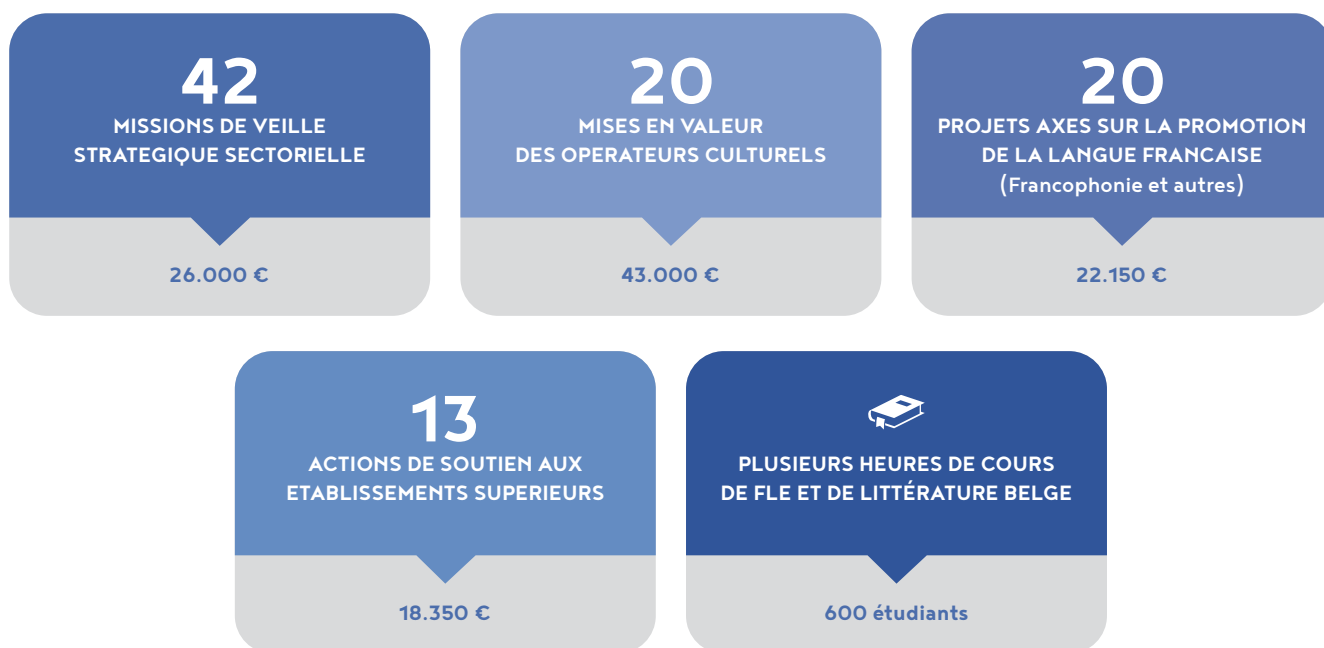 42
MISSIONS DE VEILLE
STRATEGIQUE SECTORIELLE
26.000 €
20
MISES EN VALEUR
DES OPERATEURS CULTURELS
43.000 €
20
PROJETS AXES SUR LA PROMOTION
DE LA LANGUE FRANCAISE
(Francophonie et autres)
22.150 €
13
ACTIONS DE SOUTIEN AUX
ETABLISSEMENTS SUPERIEURS
18.350 €
PLUSIEURS HEURES DE COURS
DE FLE ET DE LITTÉRATURE BELGE
600 étudiants